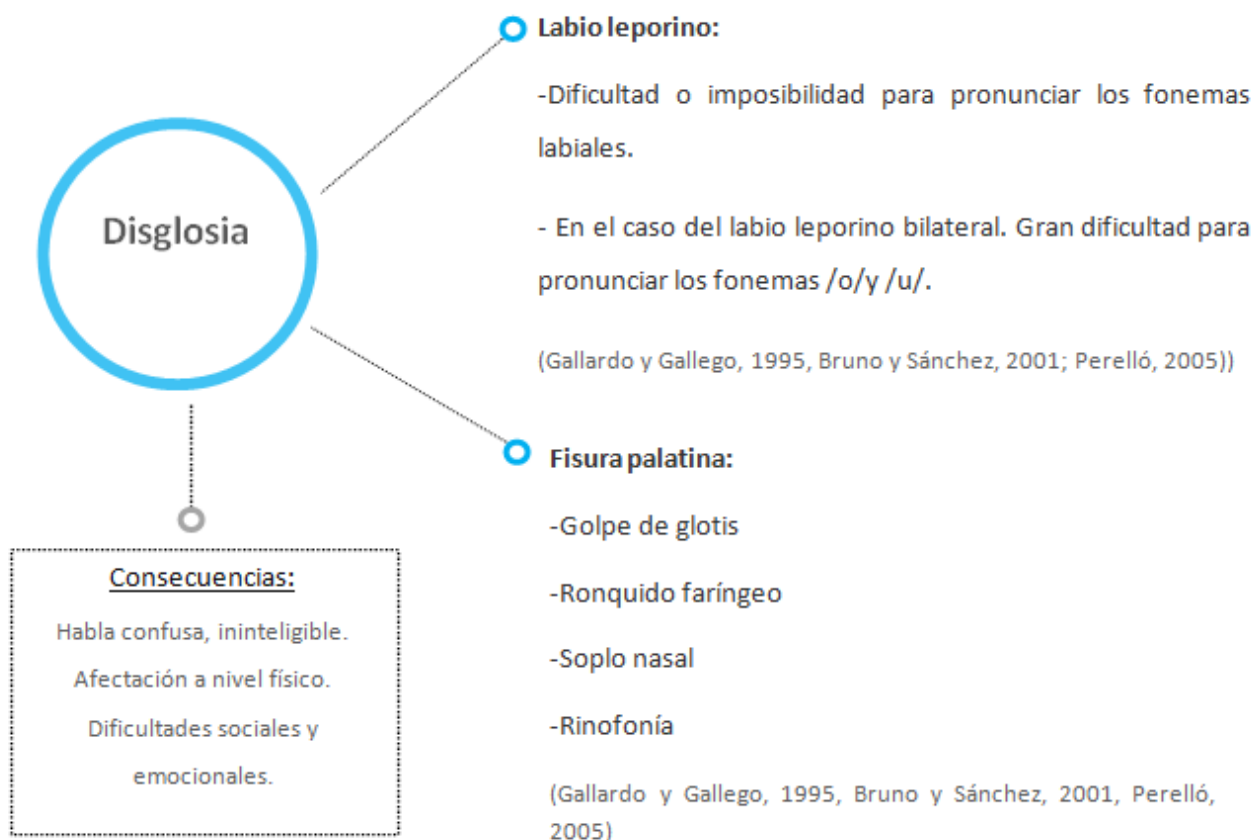 Disglosia
Labio leporino:
-Dificultad o imposibilidad para pronunciar los fonemas
labiales.
- En el caso del labio leporino bilateral. Gran dificultad para
pronunciar los fonemas /o/y /u/.
(Gallardo y Gallego, 1995, Bruno y Sánchez, 2001; Perelló, 2005))
Fisura palatina:
-Golpe de glotis
-Ronquido faríngeo
-Soplo nasal
-Rinofonía
(Gallardo y Gallego, 1995, Bruno y Sánchez, 2001, Perelló,
2005)
Consecuencias:
Habla confusa, ininteligible.
Afectación a nivel físico.
Dificultades sociales y
emocionales.